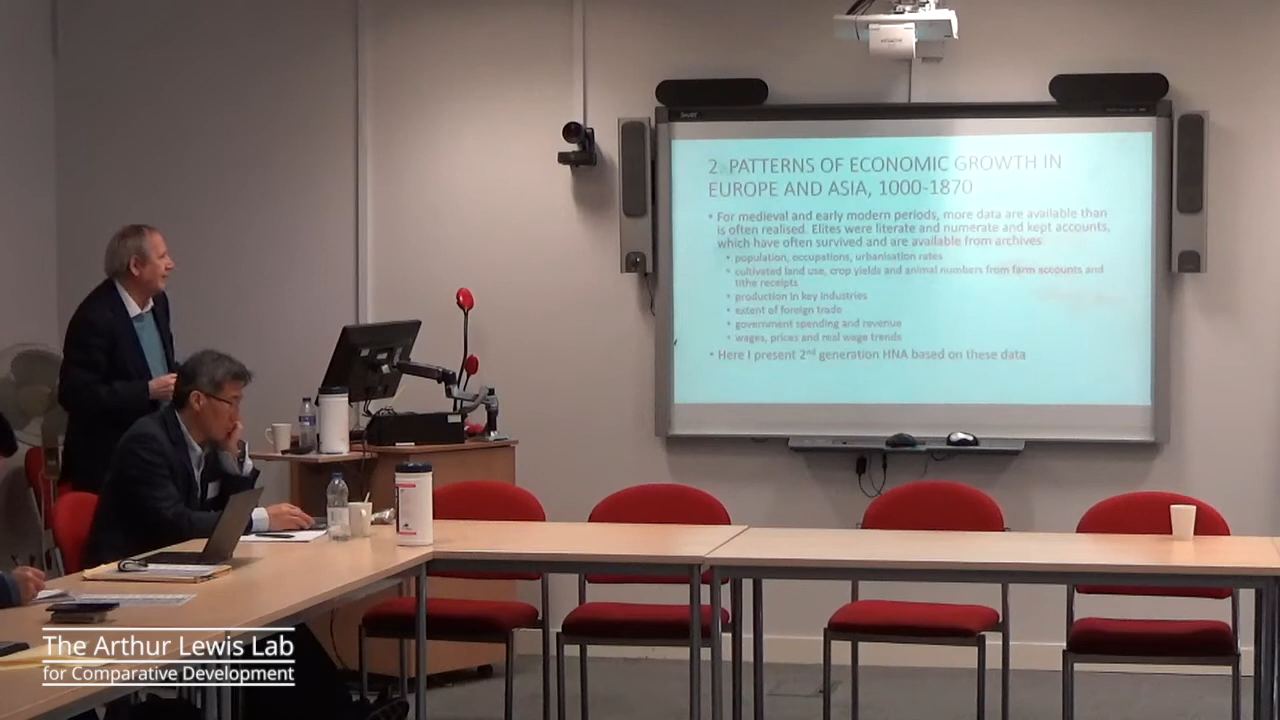 2. PATTERNS OF ECONOMIC GROWTH IN
EUROPE AND ASIA, 1000-1870
• For medieval and early modern periods, more data are available than
is often realised. Elites were literate and numerate and kept accounts,
which have often survived and are available from archives
• population, occupations, urbanisation rates
• cultivated land use, crop yields and animal numbers from farm accounts and
tithe receipts
• production in key industries
• extent of foreign trade
• government spending and revenue
• wages, prices and real wage trends
• Here I present 2nd generation HNA based on these data
The Arthur Lewis Lab
for Comparative Development